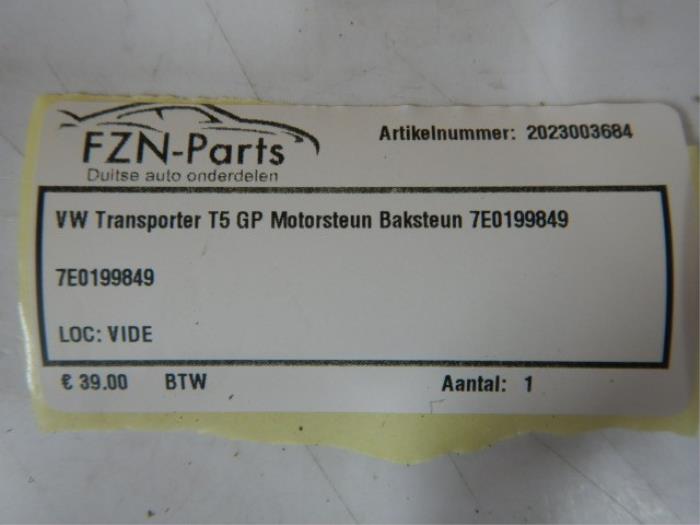 FZN-Parts
Duitse auto onderdelen
Artikelnummer: 2023003684
VW Transporter T5 GP Motorsteun Baksteun 7E0199849
7E0199849
LOC: VIDE
€ 39.00 BTW Aantal: 1